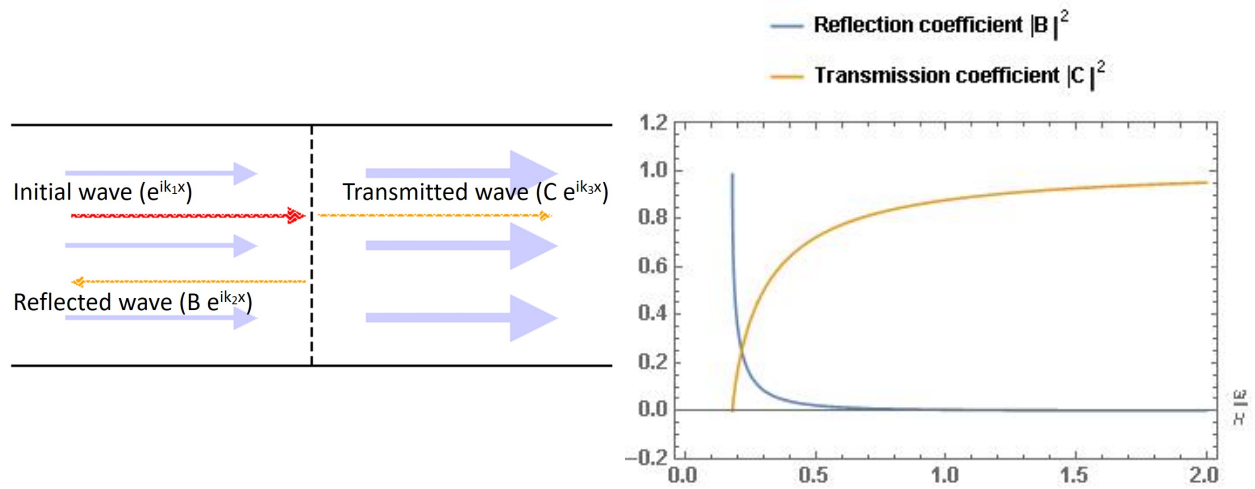 Reflection coefficient |B|²
Transmission coefficient |C|²
Initial wave (e^{ik₁x})
Transmitted wave (C e^{ik₃x})
Reflected wave (B e^{ik₂x})
1.2
1.0
0.8
0.6
0.4
0.2
0.0
−0.2
0.0 0.5 1.0 1.5 2.0